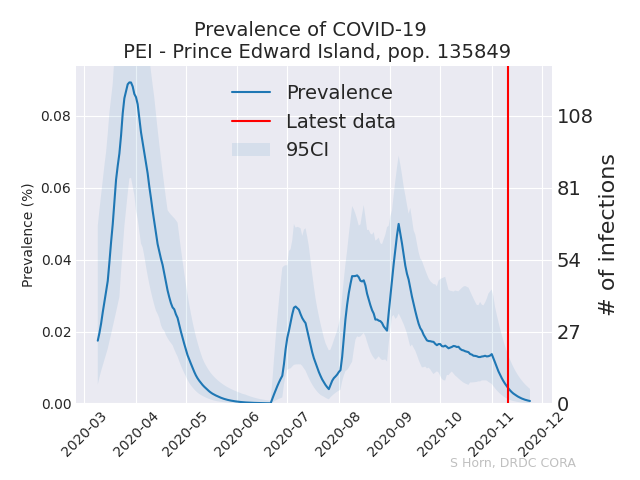 Prevalence of COVID-19
PEI - Prince Edward Island, pop. 135849
Prevalence
Latest data
95CI
Prevalence (%)
0.08
0.06
0.04
0.02
0.00
108
81
54
27
0
# of infections
2020-03
2020-04
2020-05
2020-06
2020-07
2020-08
2020-09
2020-10
2020-11
2020-12
S Horn, DRDC CORA